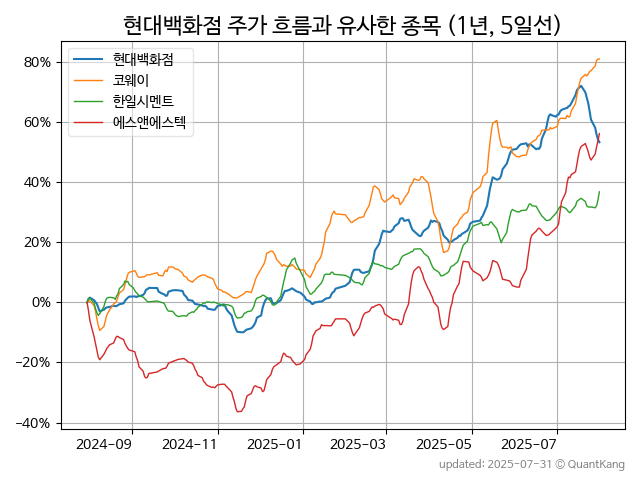 현대백화점 주가 흐름과 유사한 종목 (1년, 5일선)
현대백화점
코웨이
한일시멘트
에스앤에스텍
80%
60%
40%
20%
0%
−20%
−40%
2024-09 2024-11 2025-01 2025-03 2025-05 2025-07
updated: 2025-07-31 © QuantKang